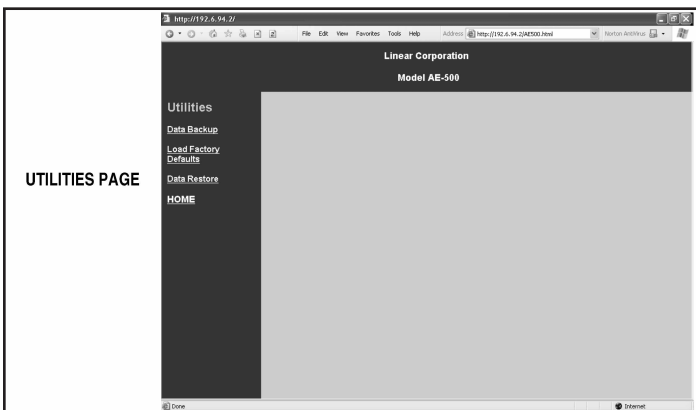 http://192.6.94.2/
File Edit View Favorites Tools Help Address http://192.6.94.2/AE500.html Norton AntiVirus
Linear Corporation
Model AE-500
Utilities
Data Backup
Load Factory
Defaults
Data Restore
HOME
UTILITIES PAGE
Done Internet